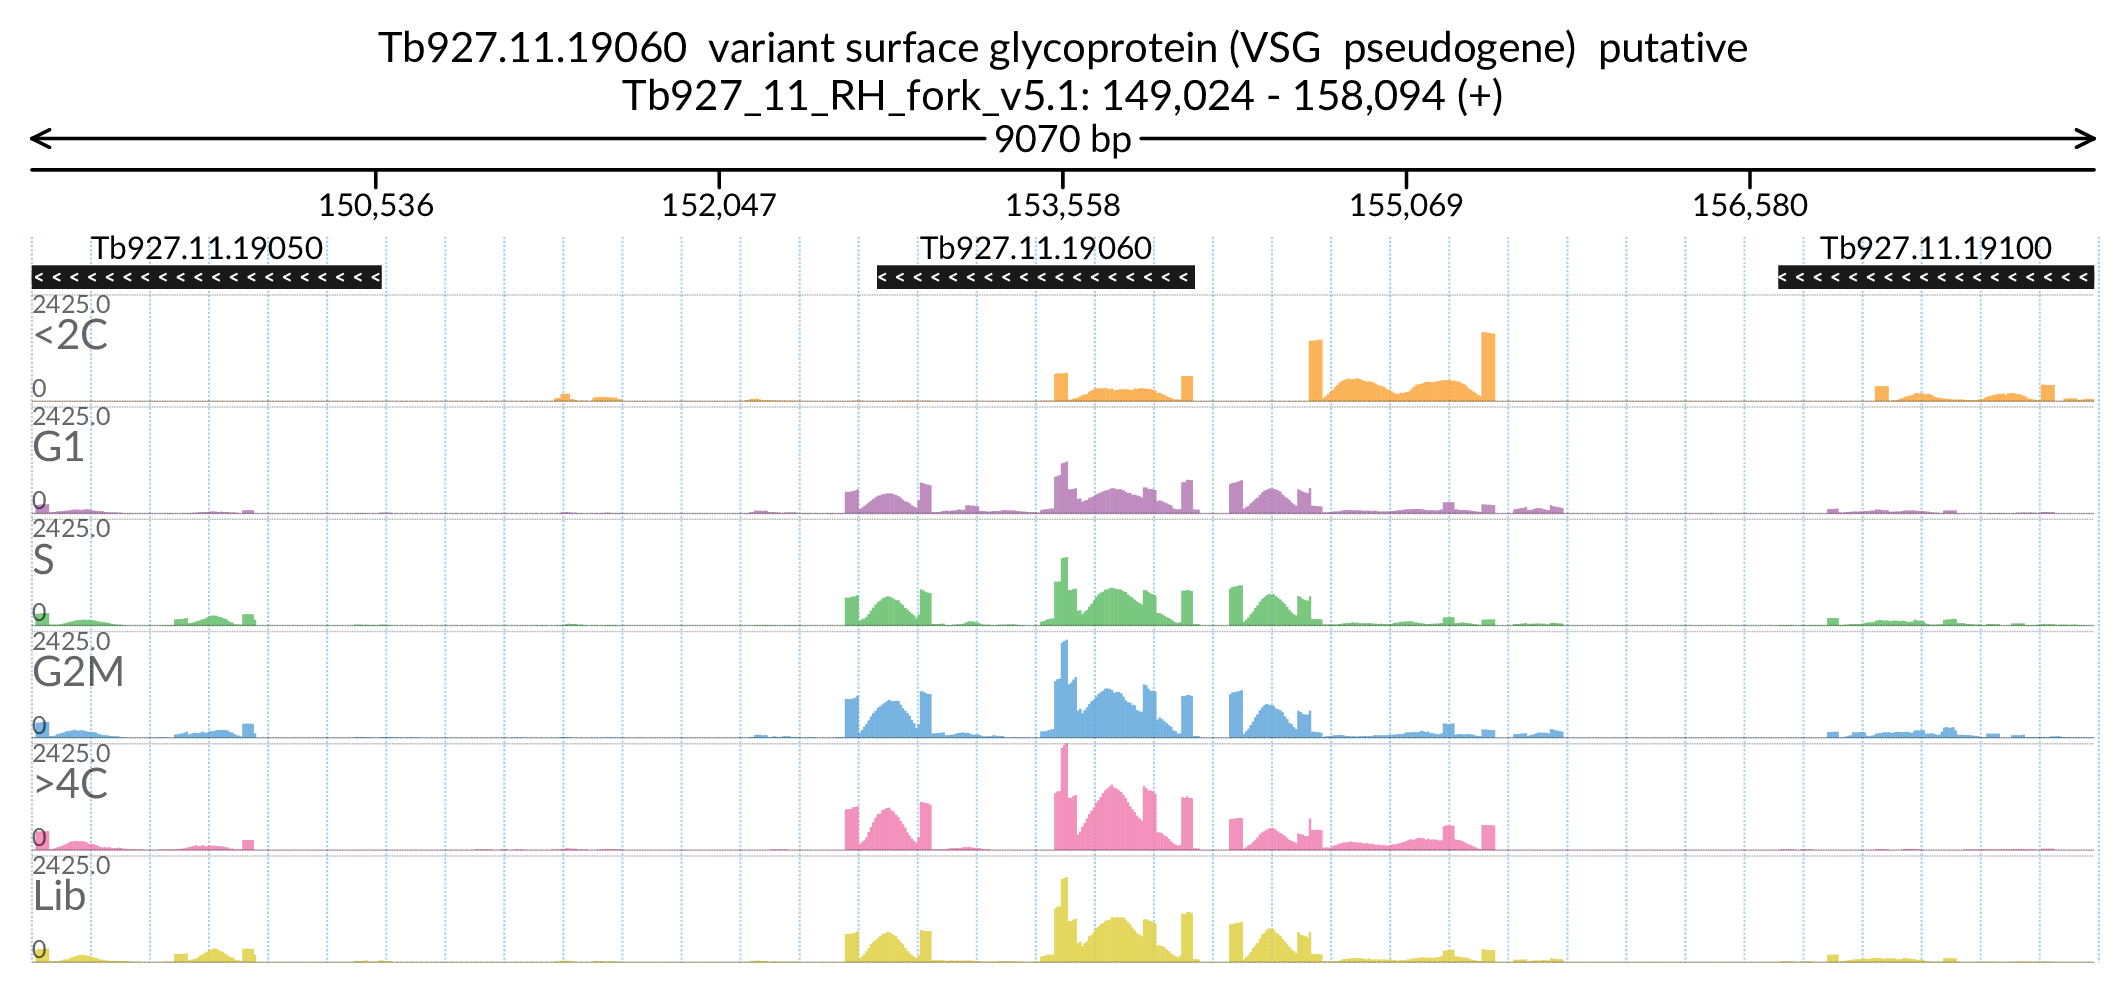 Tb927.11.19060 variant surface glycoprotein (VSG pseudogene) putative
Tb927_11_RH_fork_v5.1: 149,024 - 158,094 (+)
9070 bp
150,536 152,047 153,558 155,069 156,580
Tb927.11.19050 Tb927.11.19060 Tb927.11.19100
2425.0
<2C
0
2425.0
G1
0
2425.0
S
0
2425.0
G2M
0
2425.0
>4C
0
2425.0
Lib
0